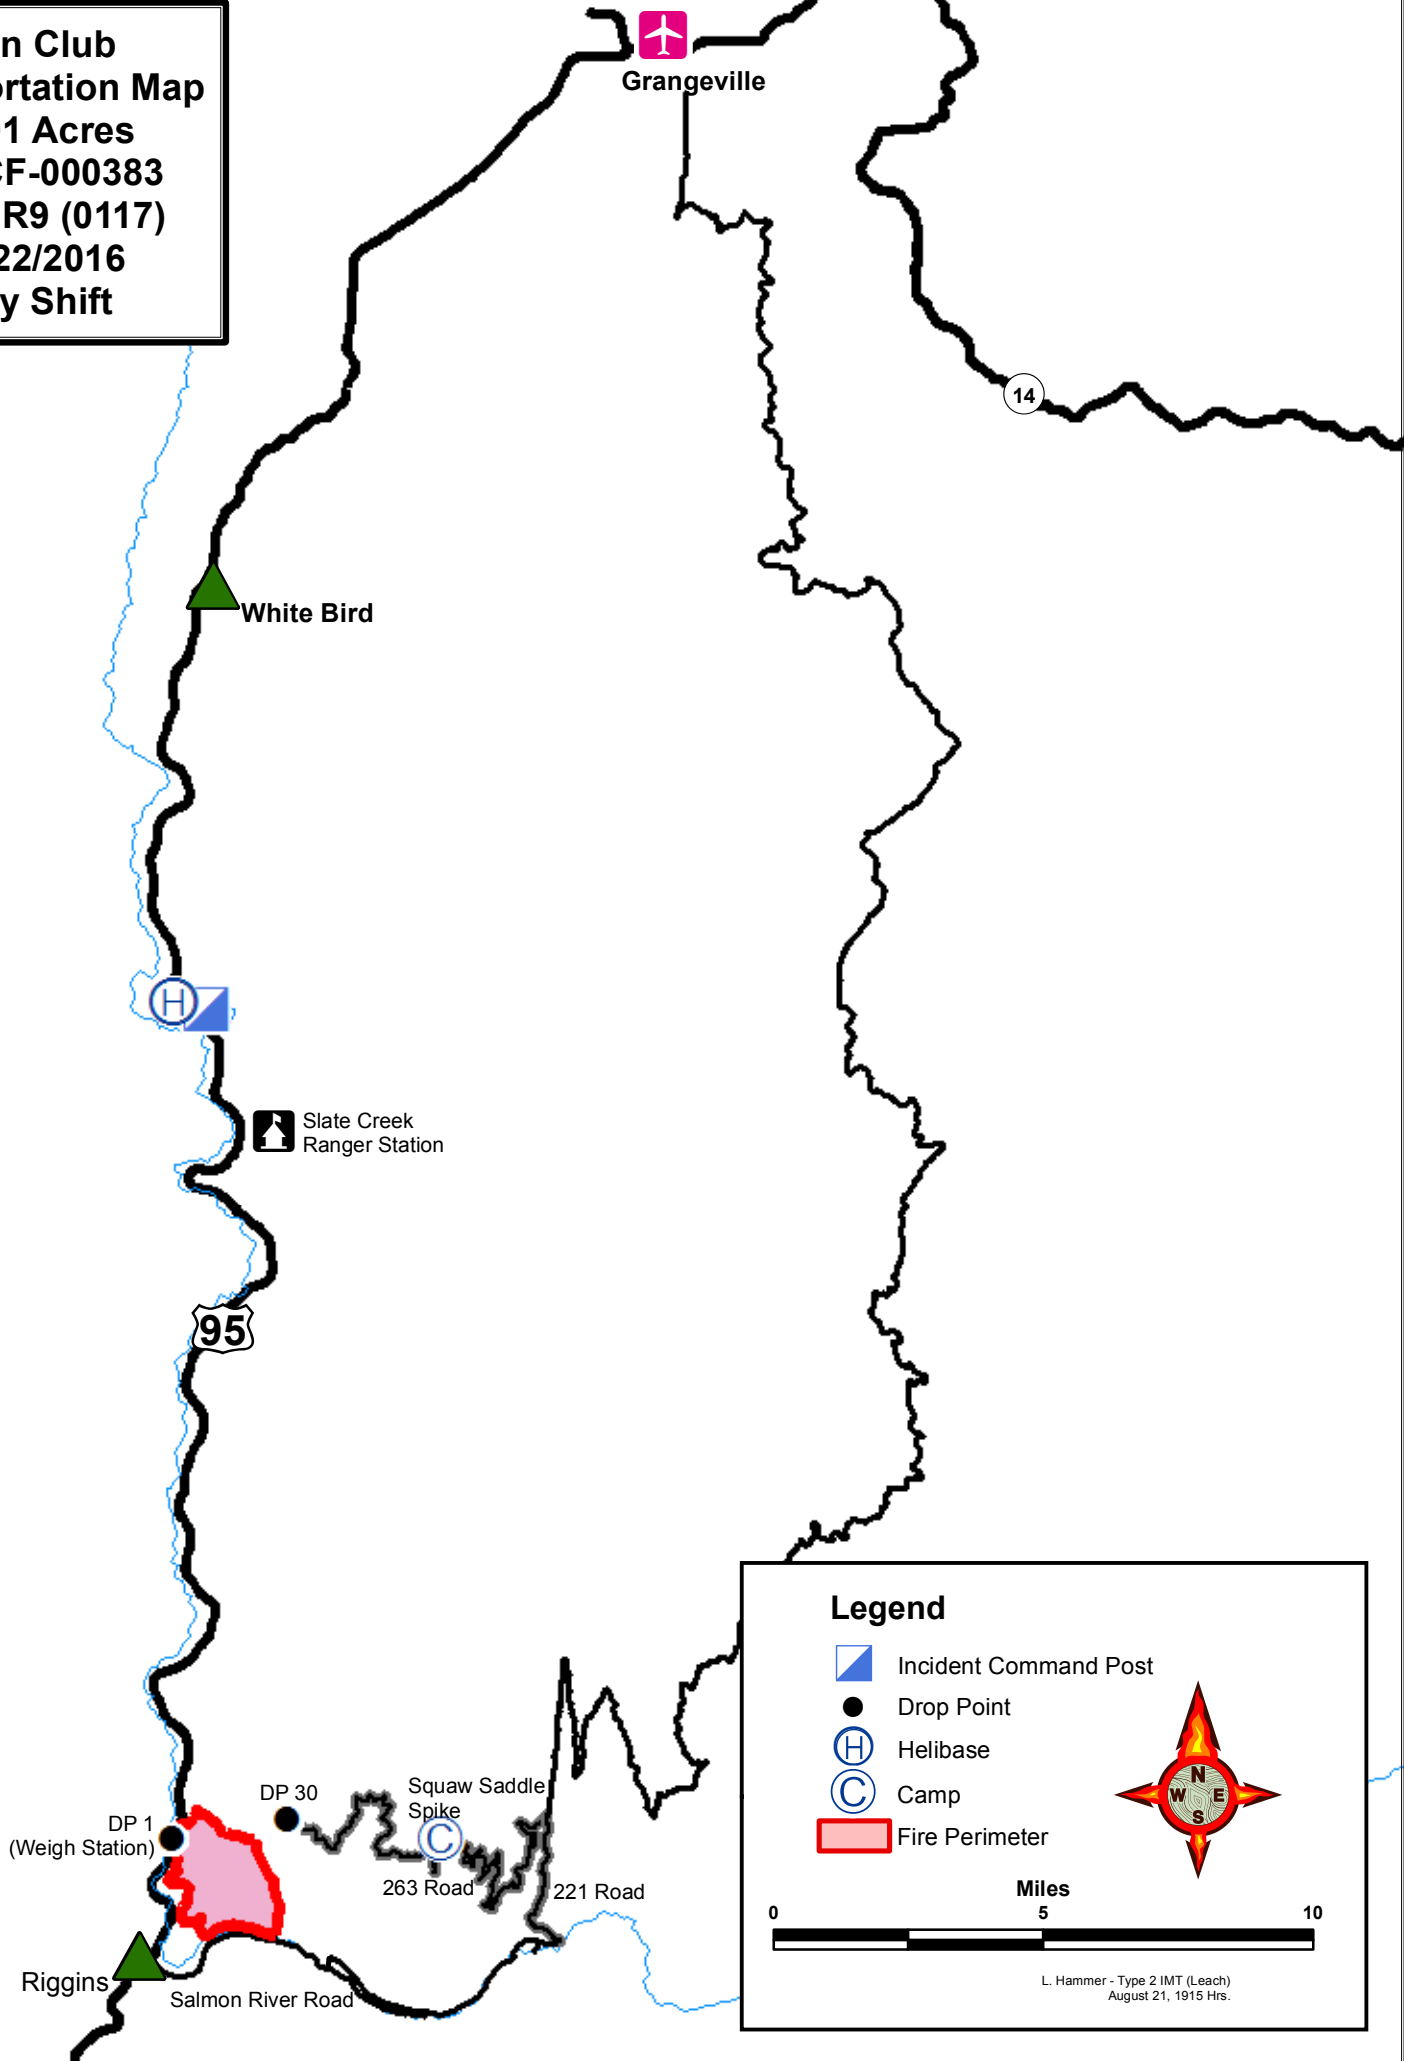 n Club
ortation Map
1 Acres
CF-000383
R9 (0117)
22/2016
y Shift
Grangeville
14
White Bird
H
Slate Creek
Ranger Station
95
DP 30
Squaw Saddle
Spike
C
DP 1
(Weigh Station)
263 Road
221 Road
Riggins
Salmon River Road
Legend
Incident Command Post
Drop Point
H Helibase
C Camp
Fire Perimeter
N
W E
S
Miles
0 5 10
L. Hammer - Type 2 IMT (Leach)
August 21, 1915 Hrs.